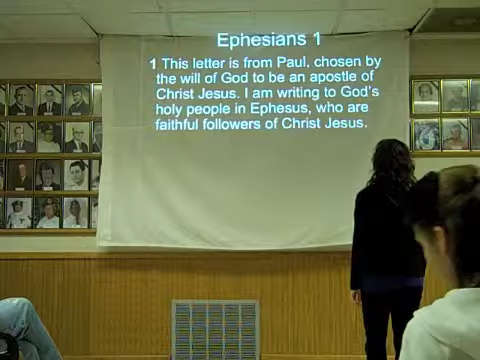 Ephesians 1
1 This letter is from Paul, chosen by
the will of God to be an apostle of
Christ Jesus. I am writing to God's
holy people in Ephesus, who are
faithful followers of Christ Jesus.